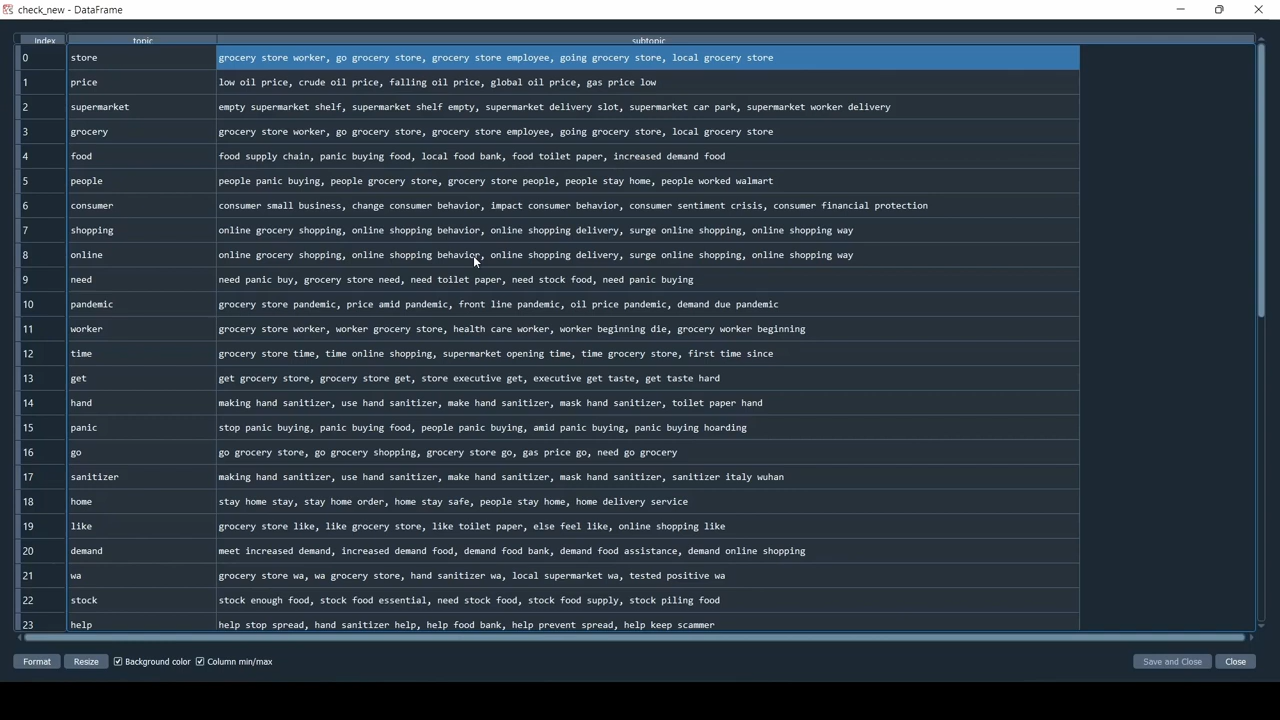 check_new - DataFrame
Index topic subtopic
0 store grocery store worker, go grocery store, grocery store employee, going grocery store, local grocery store
1 price low oil price, crude oil price, falling oil price, global oil price, gas price low
2 supermarket empty supermarket shelf, supermarket shelf empty, supermarket delivery slot, supermarket car park, supermarket worker delivery
3 grocery grocery store worker, go grocery store, grocery store employee, going grocery store, local grocery store
4 food food supply chain, panic buying food, local food bank, food toilet paper, increased demand food
5 people people panic buying, people grocery store, grocery store people, people stay home, people worked walmart
6 consumer consumer small business, change consumer behavior, impact consumer behavior, consumer sentiment crisis, consumer financial protection
7 shopping online grocery shopping, online shopping behavior, online shopping delivery, surge online shopping, online shopping way
8 online online grocery shopping, online shopping behavior, online shopping delivery, surge online shopping, online shopping way
9 need need panic buy, grocery store need, need toilet paper, need stock food, need panic buying
10 pandemic grocery store pandemic, price amid pandemic, front line pandemic, oil price pandemic, demand due pandemic
11 worker grocery store worker, worker grocery store, health care worker, worker beginning die, grocery worker beginning
12 time grocery store time, time online shopping, supermarket opening time, time grocery store, first time since
13 get get grocery store, grocery store get, store executive get, executive get taste, get taste hard
14 hand making hand sanitizer, use hand sanitizer, make hand sanitizer, mask hand sanitizer, toilet paper hand
15 panic stop panic buying, panic buying food, people panic buying, amid panic buying, panic buying hoarding
16 go go grocery store, go grocery shopping, grocery store go, gas price go, need go grocery
17 sanitizer making hand sanitizer, use hand sanitizer, make hand sanitizer, mask hand sanitizer, sanitizer italy wuhan
18 home stay home stay, stay home order, home stay safe, people stay home, home delivery service
19 like grocery store like, like grocery store, like toilet paper, else feel like, online shopping like
20 demand meet increased demand, increased demand food, demand food bank, demand food assistance, demand online shopping
21 wa grocery store wa, wa grocery store, hand sanitizer wa, local supermarket wa, tested positive wa
22 stock stock enough food, stock food essential, need stock food, stock food supply, stock piling food
23 help help stop spread, hand sanitizer help, help food bank, help prevent spread, help keep scammer
Format Resize Background color Column min/max Save and Close Close